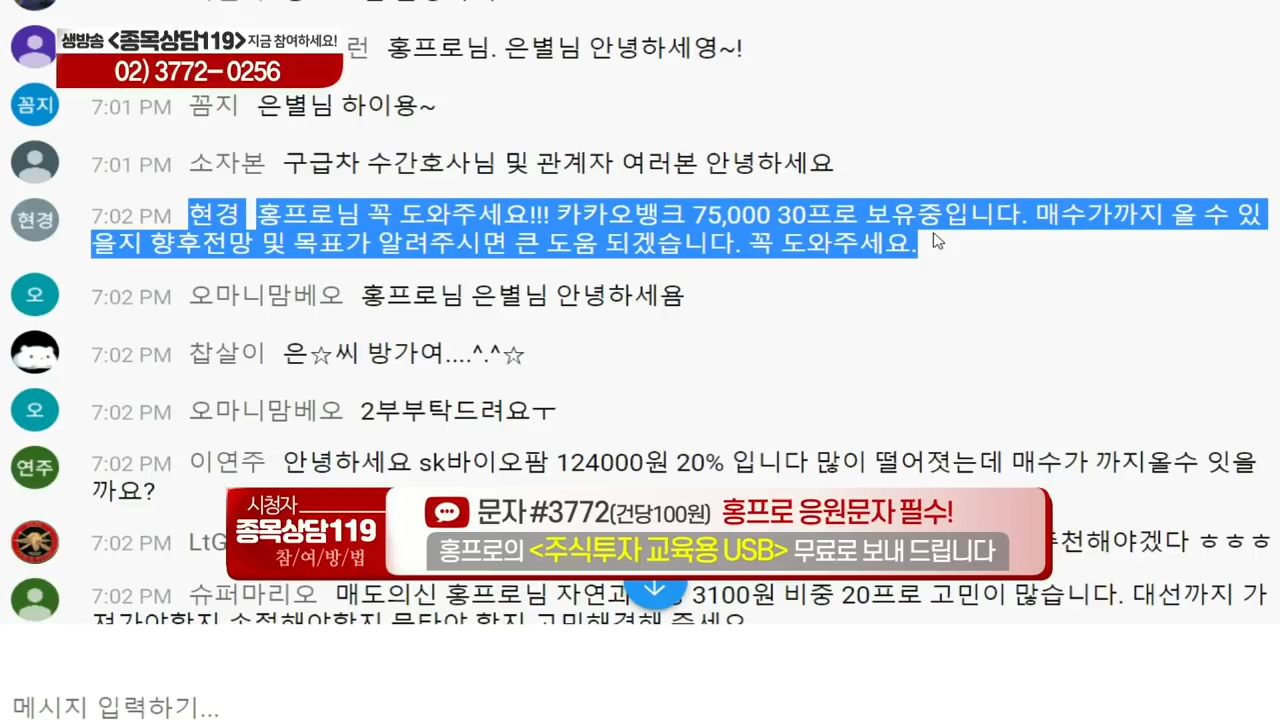 생방송 <종목상담119> 지금 참여하세요!
02) 3772-0256
런 홍프로님. 은별님 안녕하세영~!
꼼지 7:01 PM 꼼지 은별님 하이용~
7:01 PM 소자본 구급차 수간호사님 및 관계자 여러본 안녕하세요
현경 7:02 PM 현경 홍프로님 꼭 도와주세요!!! 카카오뱅크 75,000 30프로 보유중입니다. 매수가까지 올 수 있
을지 향후전망 및 목표가 알려주시면 큰 도움 되겠습니다. 꼭 도와주세요.
오 7:02 PM 오마니맘베오 홍프로님 은별님 안녕하세욤
7:02 PM 찹살이 은☆씨 방가여....^.^☆
오 7:02 PM 오마니맘베오 2부부탁드려요ㅜ
연주 7:02 PM 이연주 안녕하세요 sk바이오팜 124000원 20% 입니다 많이 떨어졋는데 매수가 까지올수 잇을
까요?
시청자
종목상담119
참/여/방/법
문자 #3772(건당100원) 홍프로 응원문자 필수!
홍프로의 <주식투자 교육용 USB> 무료로 보내 드립니다
7:02 PM 천해야겠다 ㅎㅎㅎ
7:02 PM 슈퍼마리오 매도의신 홍프로님 자연과 3100원 비중 20프로 고민이 많습니다. 대선까지 가
메시지 입력하기...